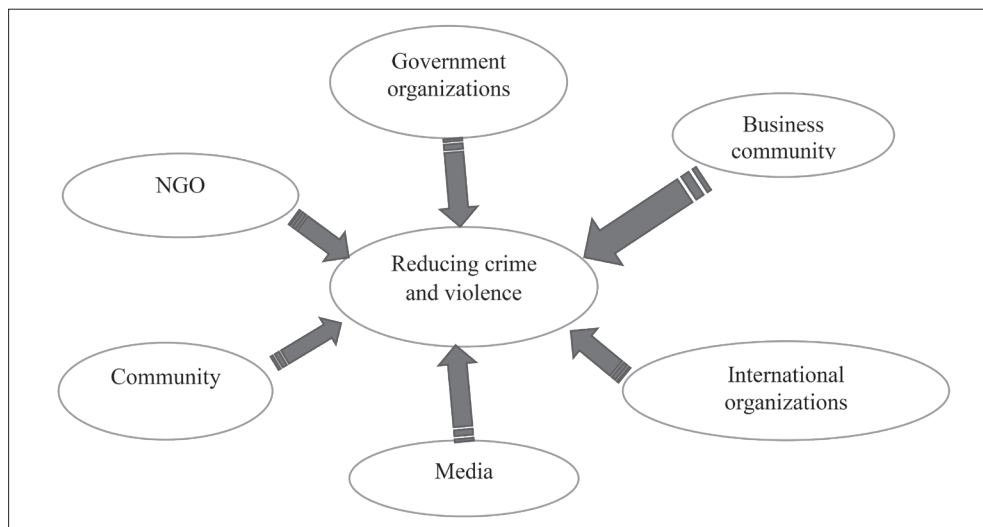 Government
organizations
Business
community
NGO
Reducing crime
and violence
Community
International
organizations
Media